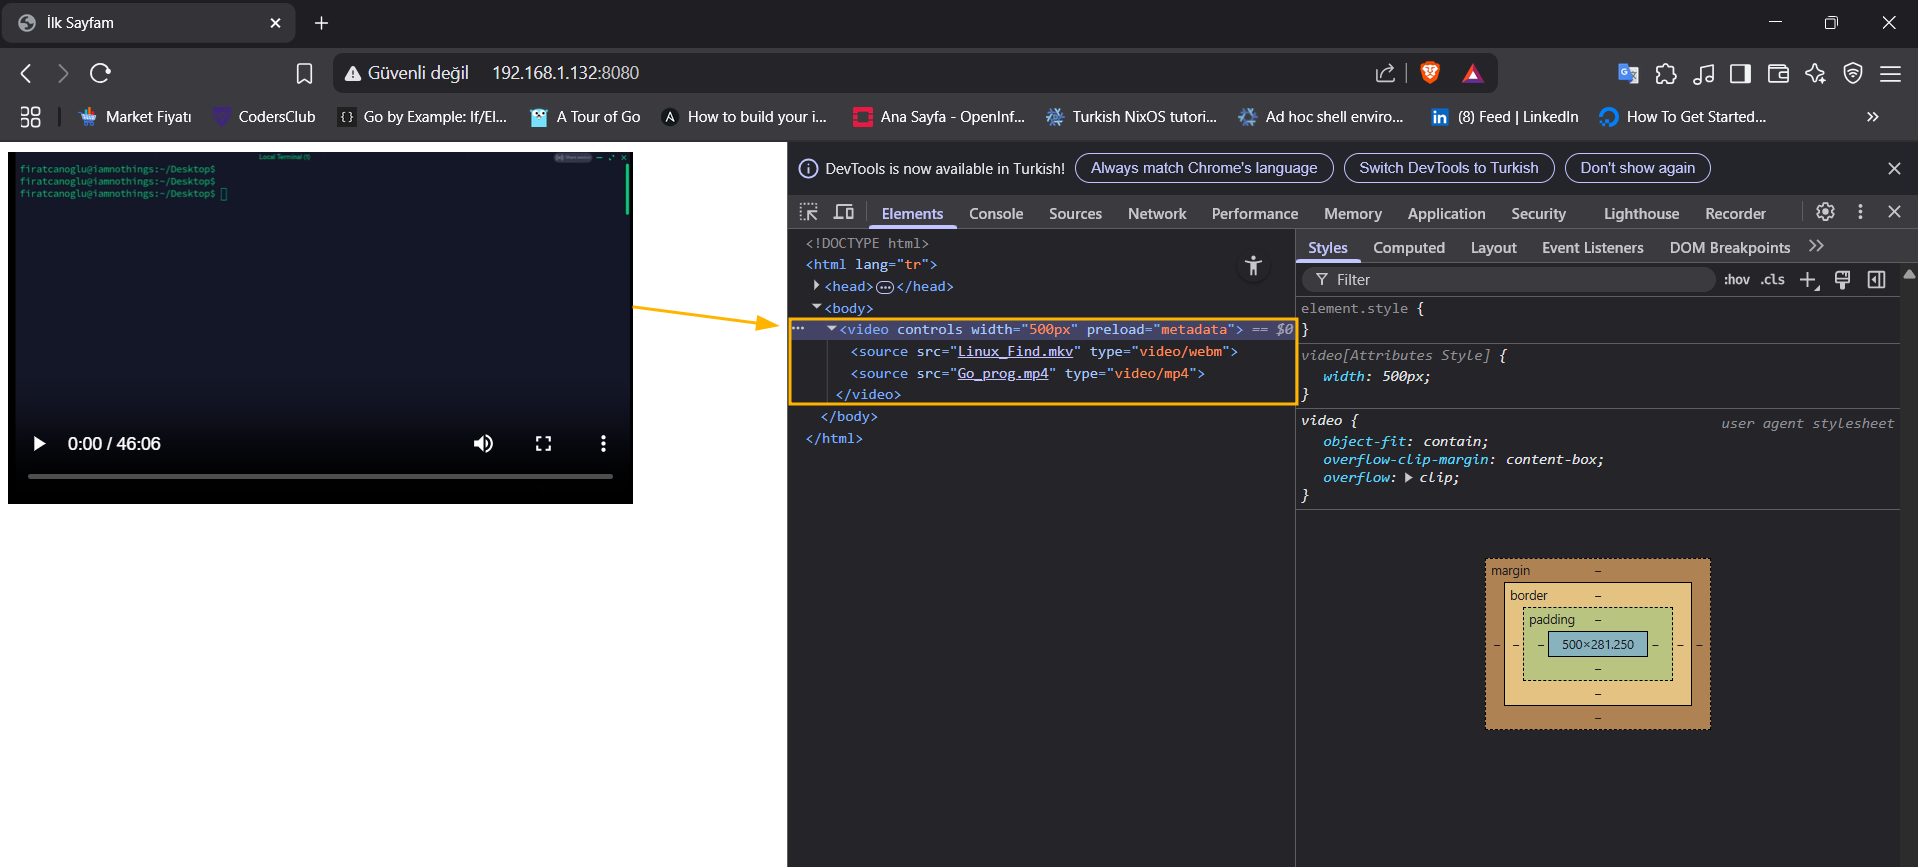 İlk Sayfam
Güvenli değil 192.168.1.132:8080
Market Fiyatı CodersClub Go by Example: If/El... A Tour of Go How to build your i... Ana Sayfa - OpenInf... Turkish NixOS tutori... Ad hoc shell enviro... (8) Feed | LinkedIn How To Get Started...
Local Terminal (1)
firatcanoglu@iamnothings:~/Desktop$
firatcanoglu@iamnothings:~/Desktop$
firatcanoglu@iamnothings:~/Desktop$
0:00 / 46:06
DevTools is now available in Turkish! Always match Chrome's language Switch DevTools to Turkish Don't show again
Elements Console Sources Network Performance Memory Application Security Lighthouse Recorder
<!DOCTYPE html>
<html lang="tr">
<head>
</head>
<body>
<video controls width="500px" preload="metadata"> == $0
<source src="Linux_Find.mkv" type="video/webm">
<source src="Go_prog.mp4" type="video/mp4">
</video>
</body>
</html>
Styles Computed Layout Event Listeners DOM Breakpoints
Filter :hov .cls
element.style {
}
video[Attributes Style] {
width: 500px;
}
video { user agent stylesheet
object-fit: contain;
overflow-clip-margin: content-box;
overflow: clip;
}
margin –
border –
padding –
– – – 500×281.250 – – –
–
–
–